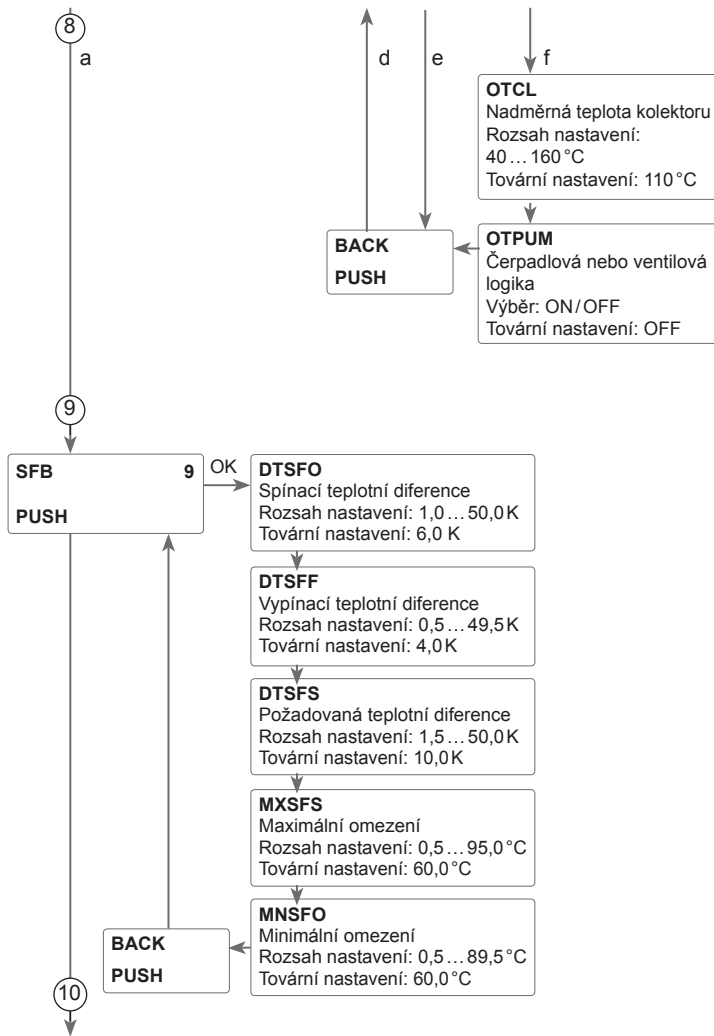 8
a
d
e
f
OTCL
Nadměrná teplota kolektoru
Rozsah nastavení:
40 … 160 °C
Tovární nastavení: 110 °C
BACK
PUSH
OTPUM
Čerpadlová nebo ventilová
logika
Výběr: ON / OFF
Tovární nastavení: OFF
9
SFB 9
PUSH
OK
DTSFO
Spínací teplotní diference
Rozsah nastavení: 1,0 … 50,0 K
Tovární nastavení: 6,0 K
DTSFF
Vypínací teplotní diference
Rozsah nastavení: 0,5 … 49,5 K
Tovární nastavení: 4,0 K
DTSFS
Požadovaná teplotní diference
Rozsah nastavení: 1,5 … 50,0 K
Tovární nastavení: 10,0 K
MXSFS
Maximální omezení
Rozsah nastavení: 0,5 … 95,0 °C
Tovární nastavení: 60,0 °C
MNSFO
Minimální omezení
Rozsah nastavení: 0,5 … 89,5 °C
Tovární nastavení: 60,0 °C
BACK
PUSH
10